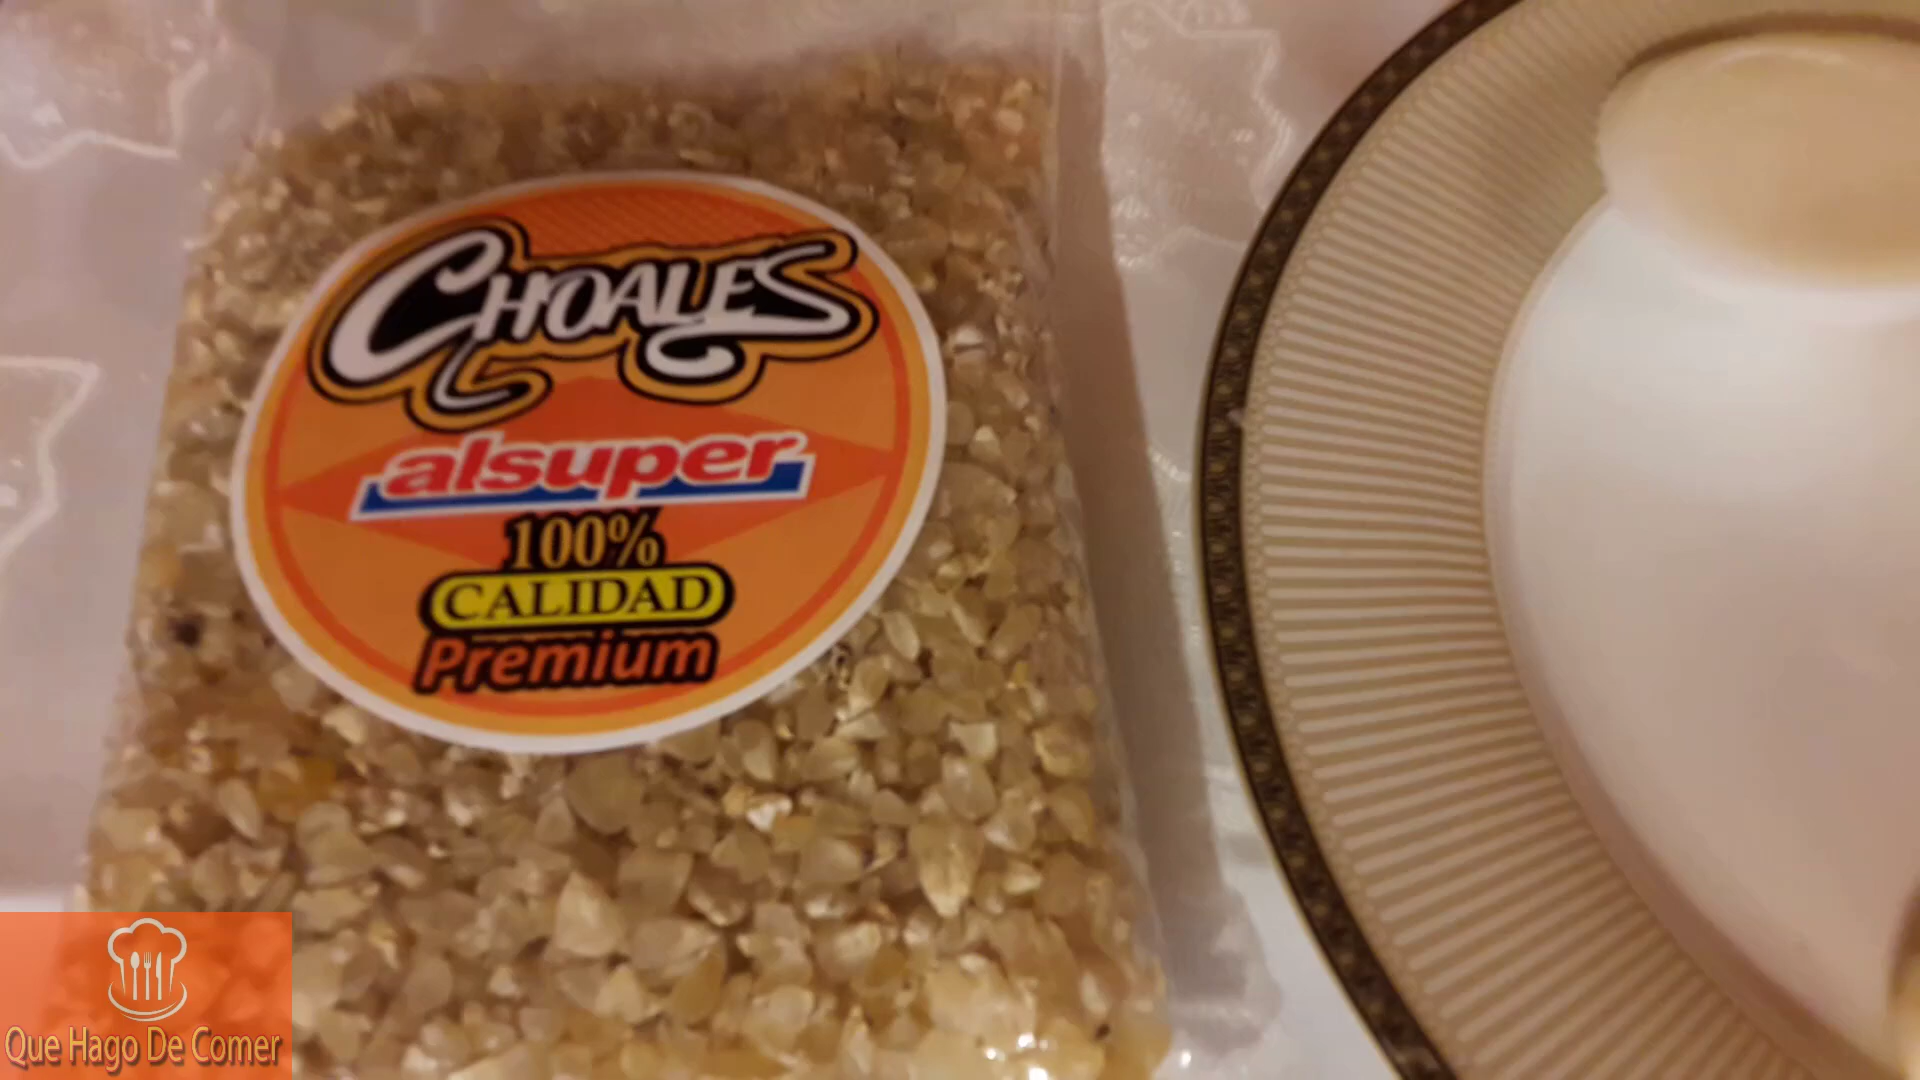 CHOALES
alsuper
100%
CALIDAD
Premium
Que Hago De Comer